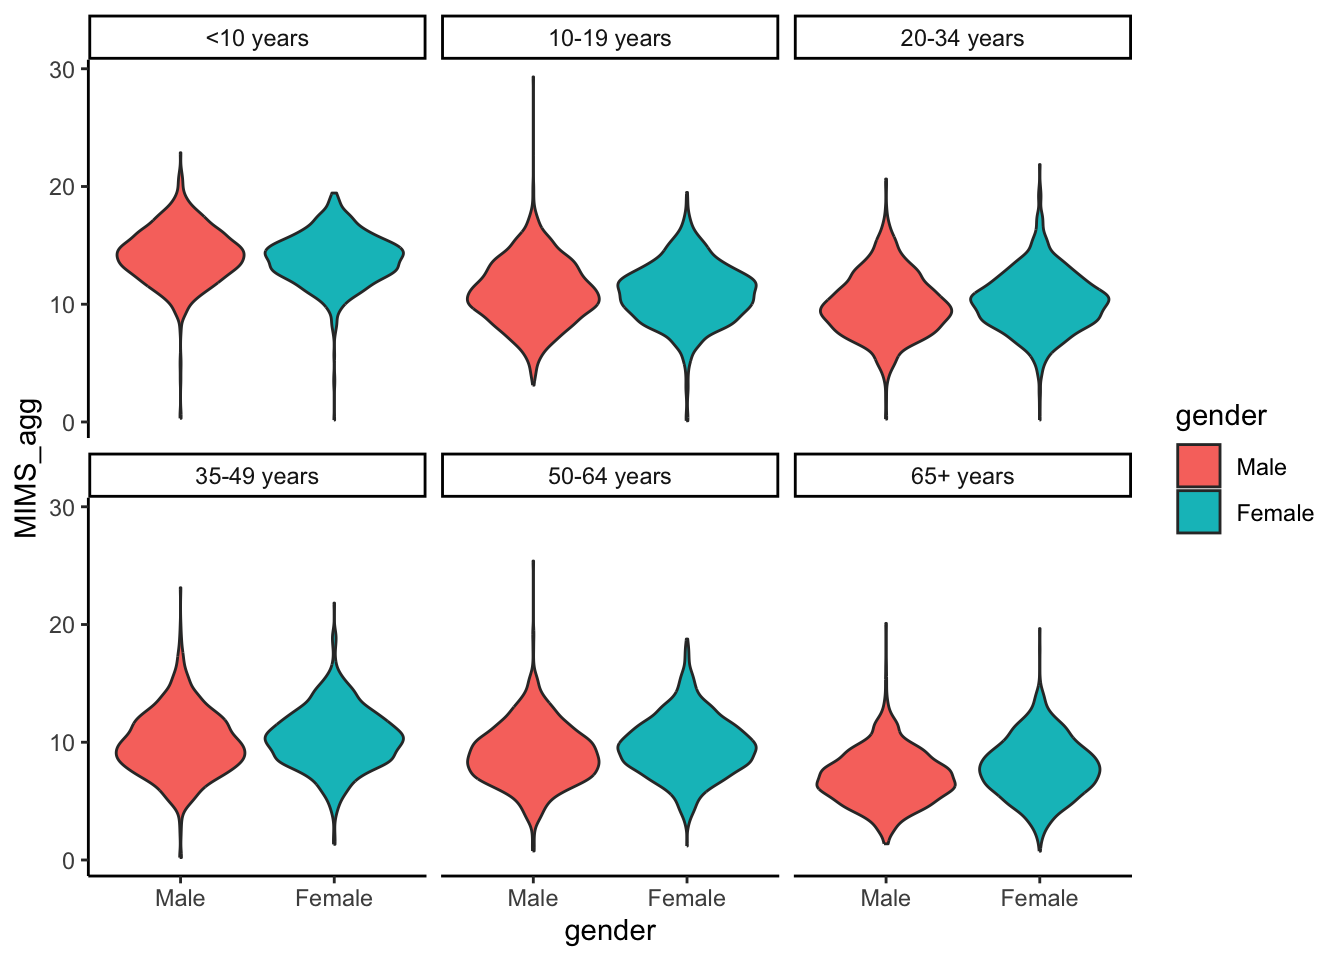 <10 years
10-19 years
20-34 years
30
20
10
0
35-49 years
50-64 years
65+ years
30
20
10
0
MIMS_agg
Male
Female
Male
Female
Male
Female
gender
gender
Male
Female